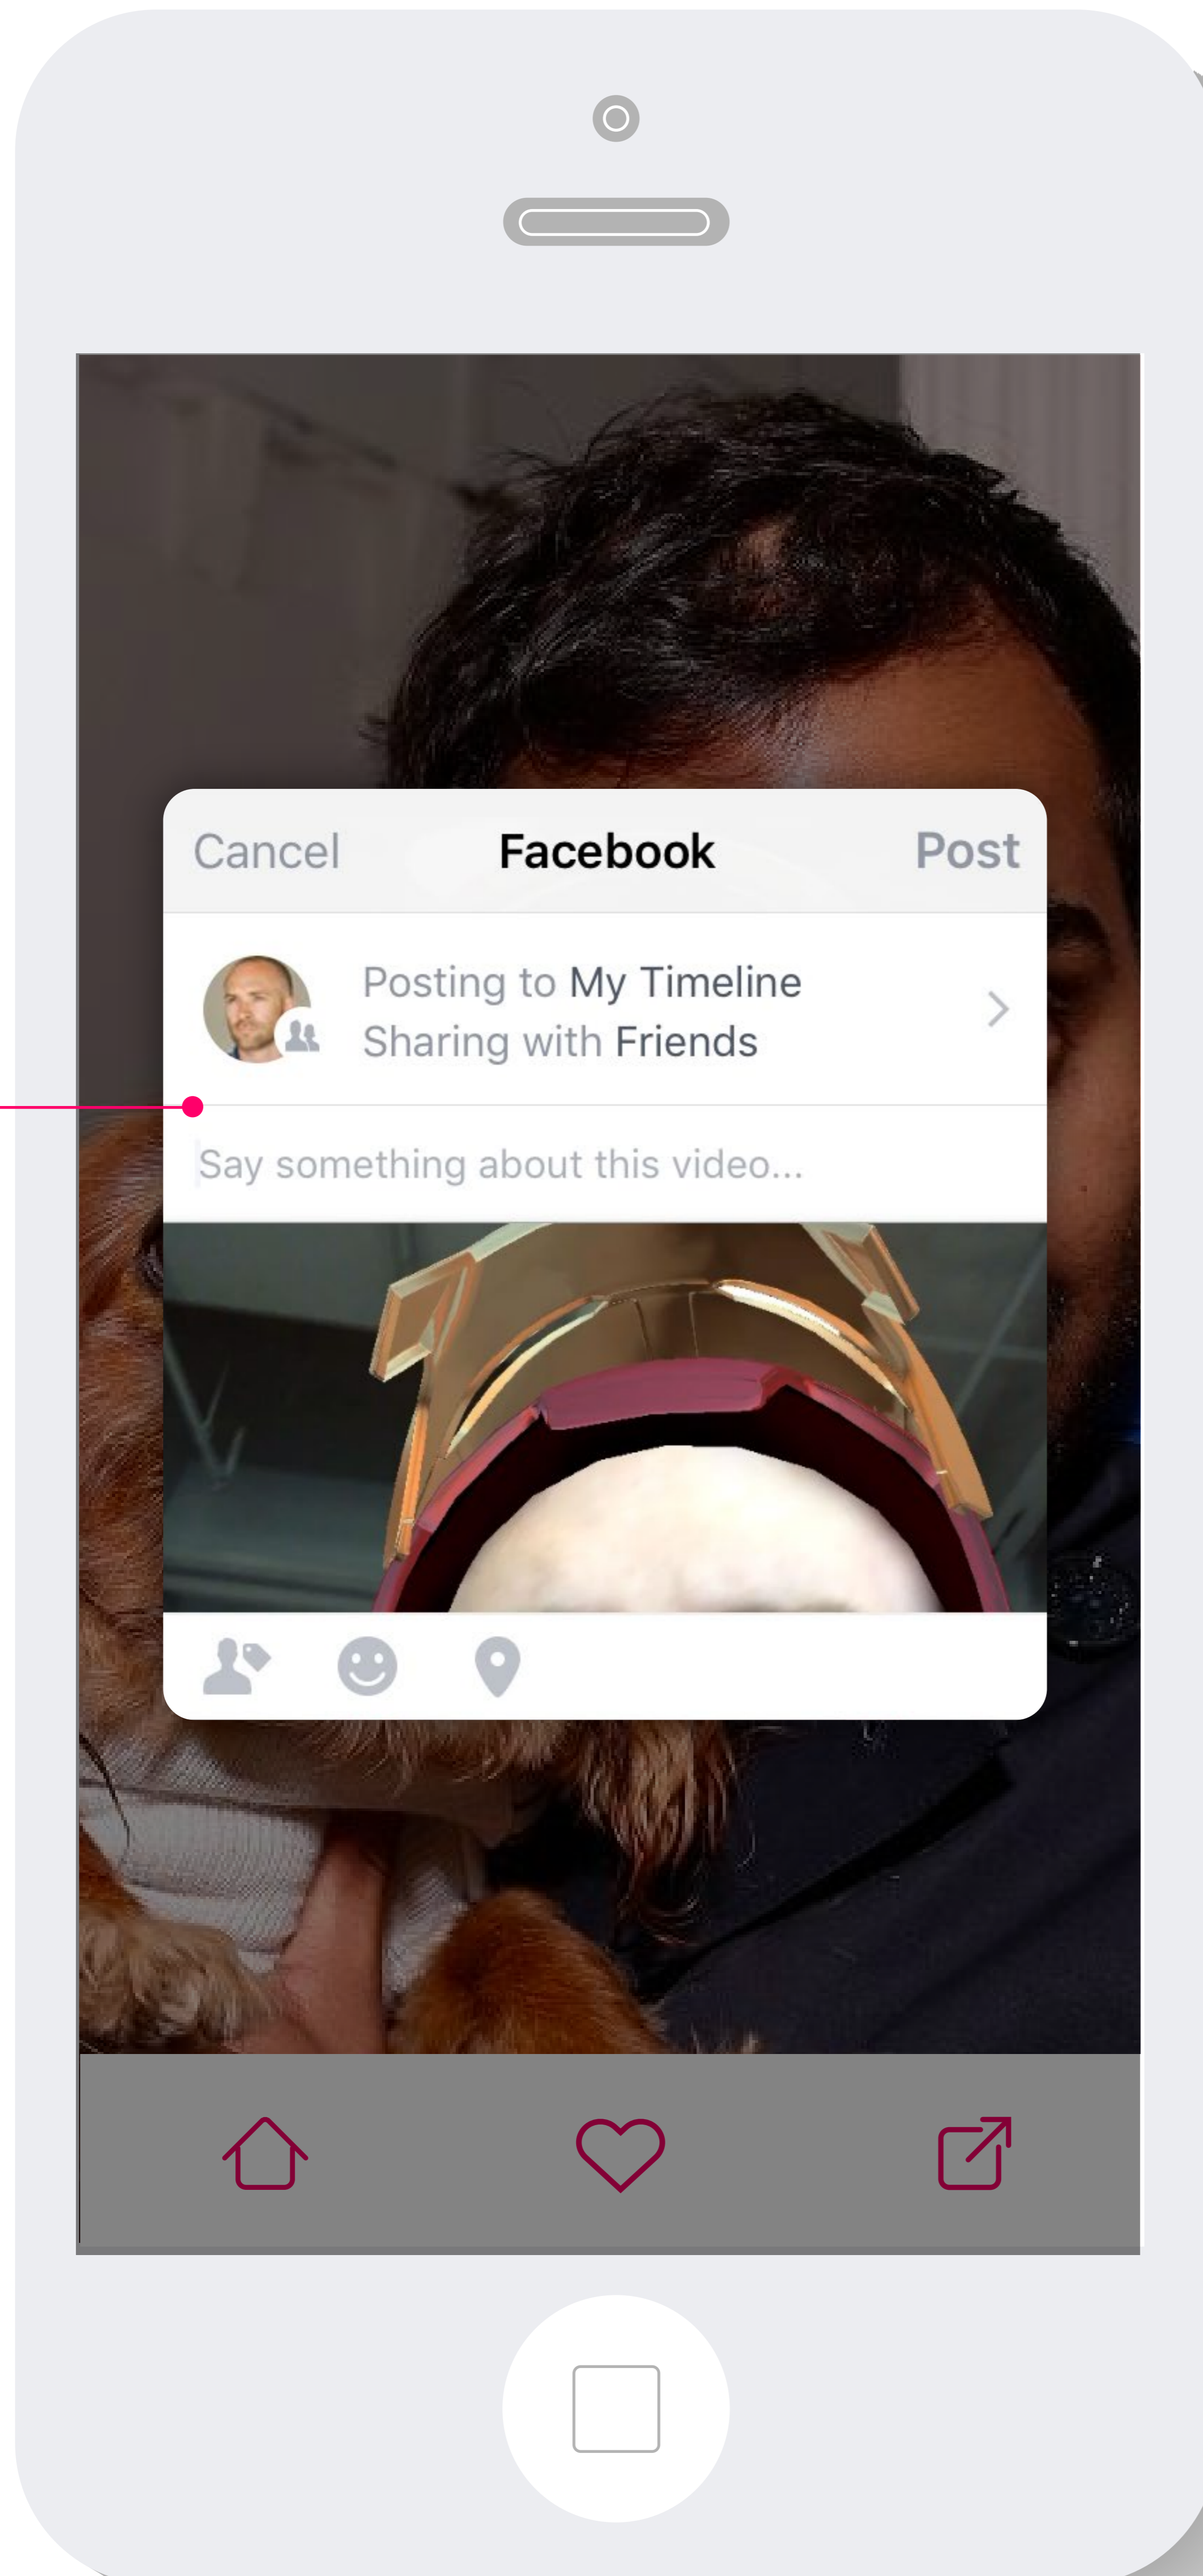 Cancel Facebook Post
Posting to My Timeline
Sharing with Friends
Say something about this video...